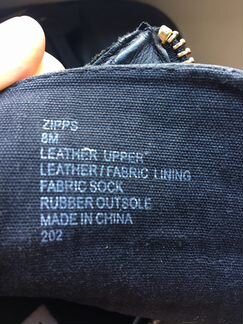 ZIPPS
8M
LEATHER UPPER
LEATHER/FABRIC LINING
FABRIC SOCK
RUBBER OUTSOLE
MADE IN CHINA
202